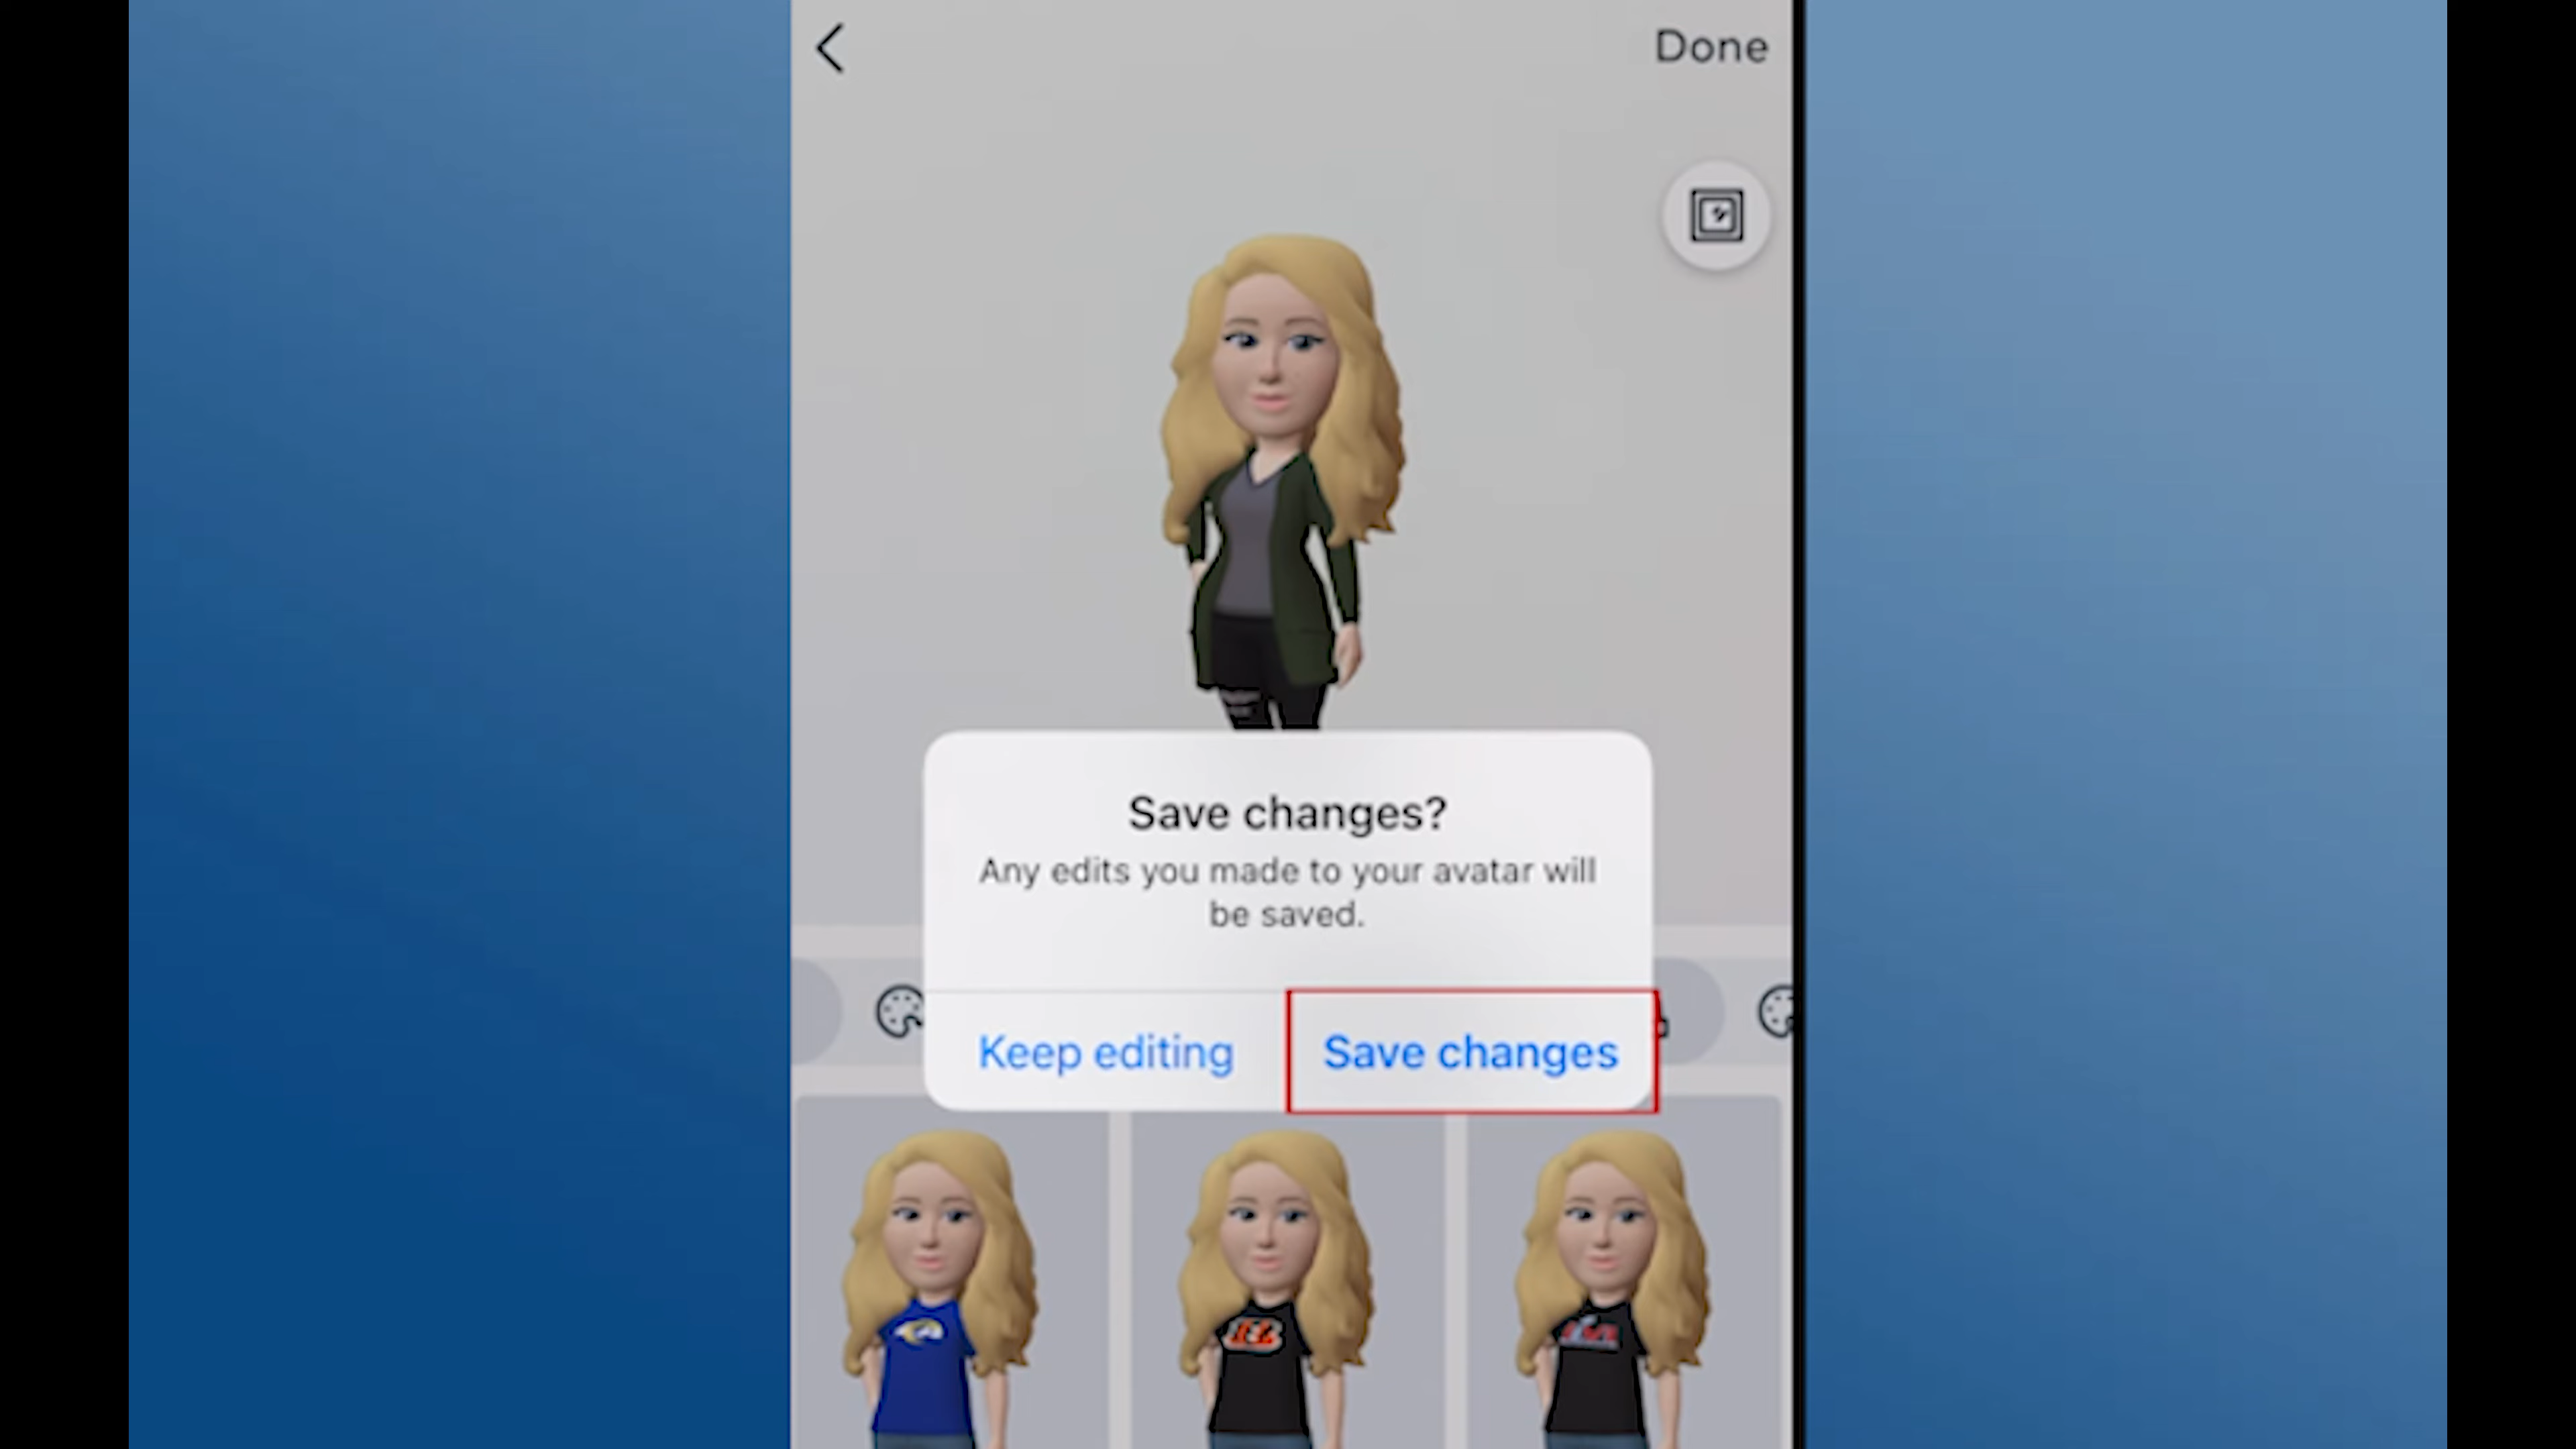 Done
Save changes?
Any edits you made to your avatar will
be saved.
Keep editing
Save changes